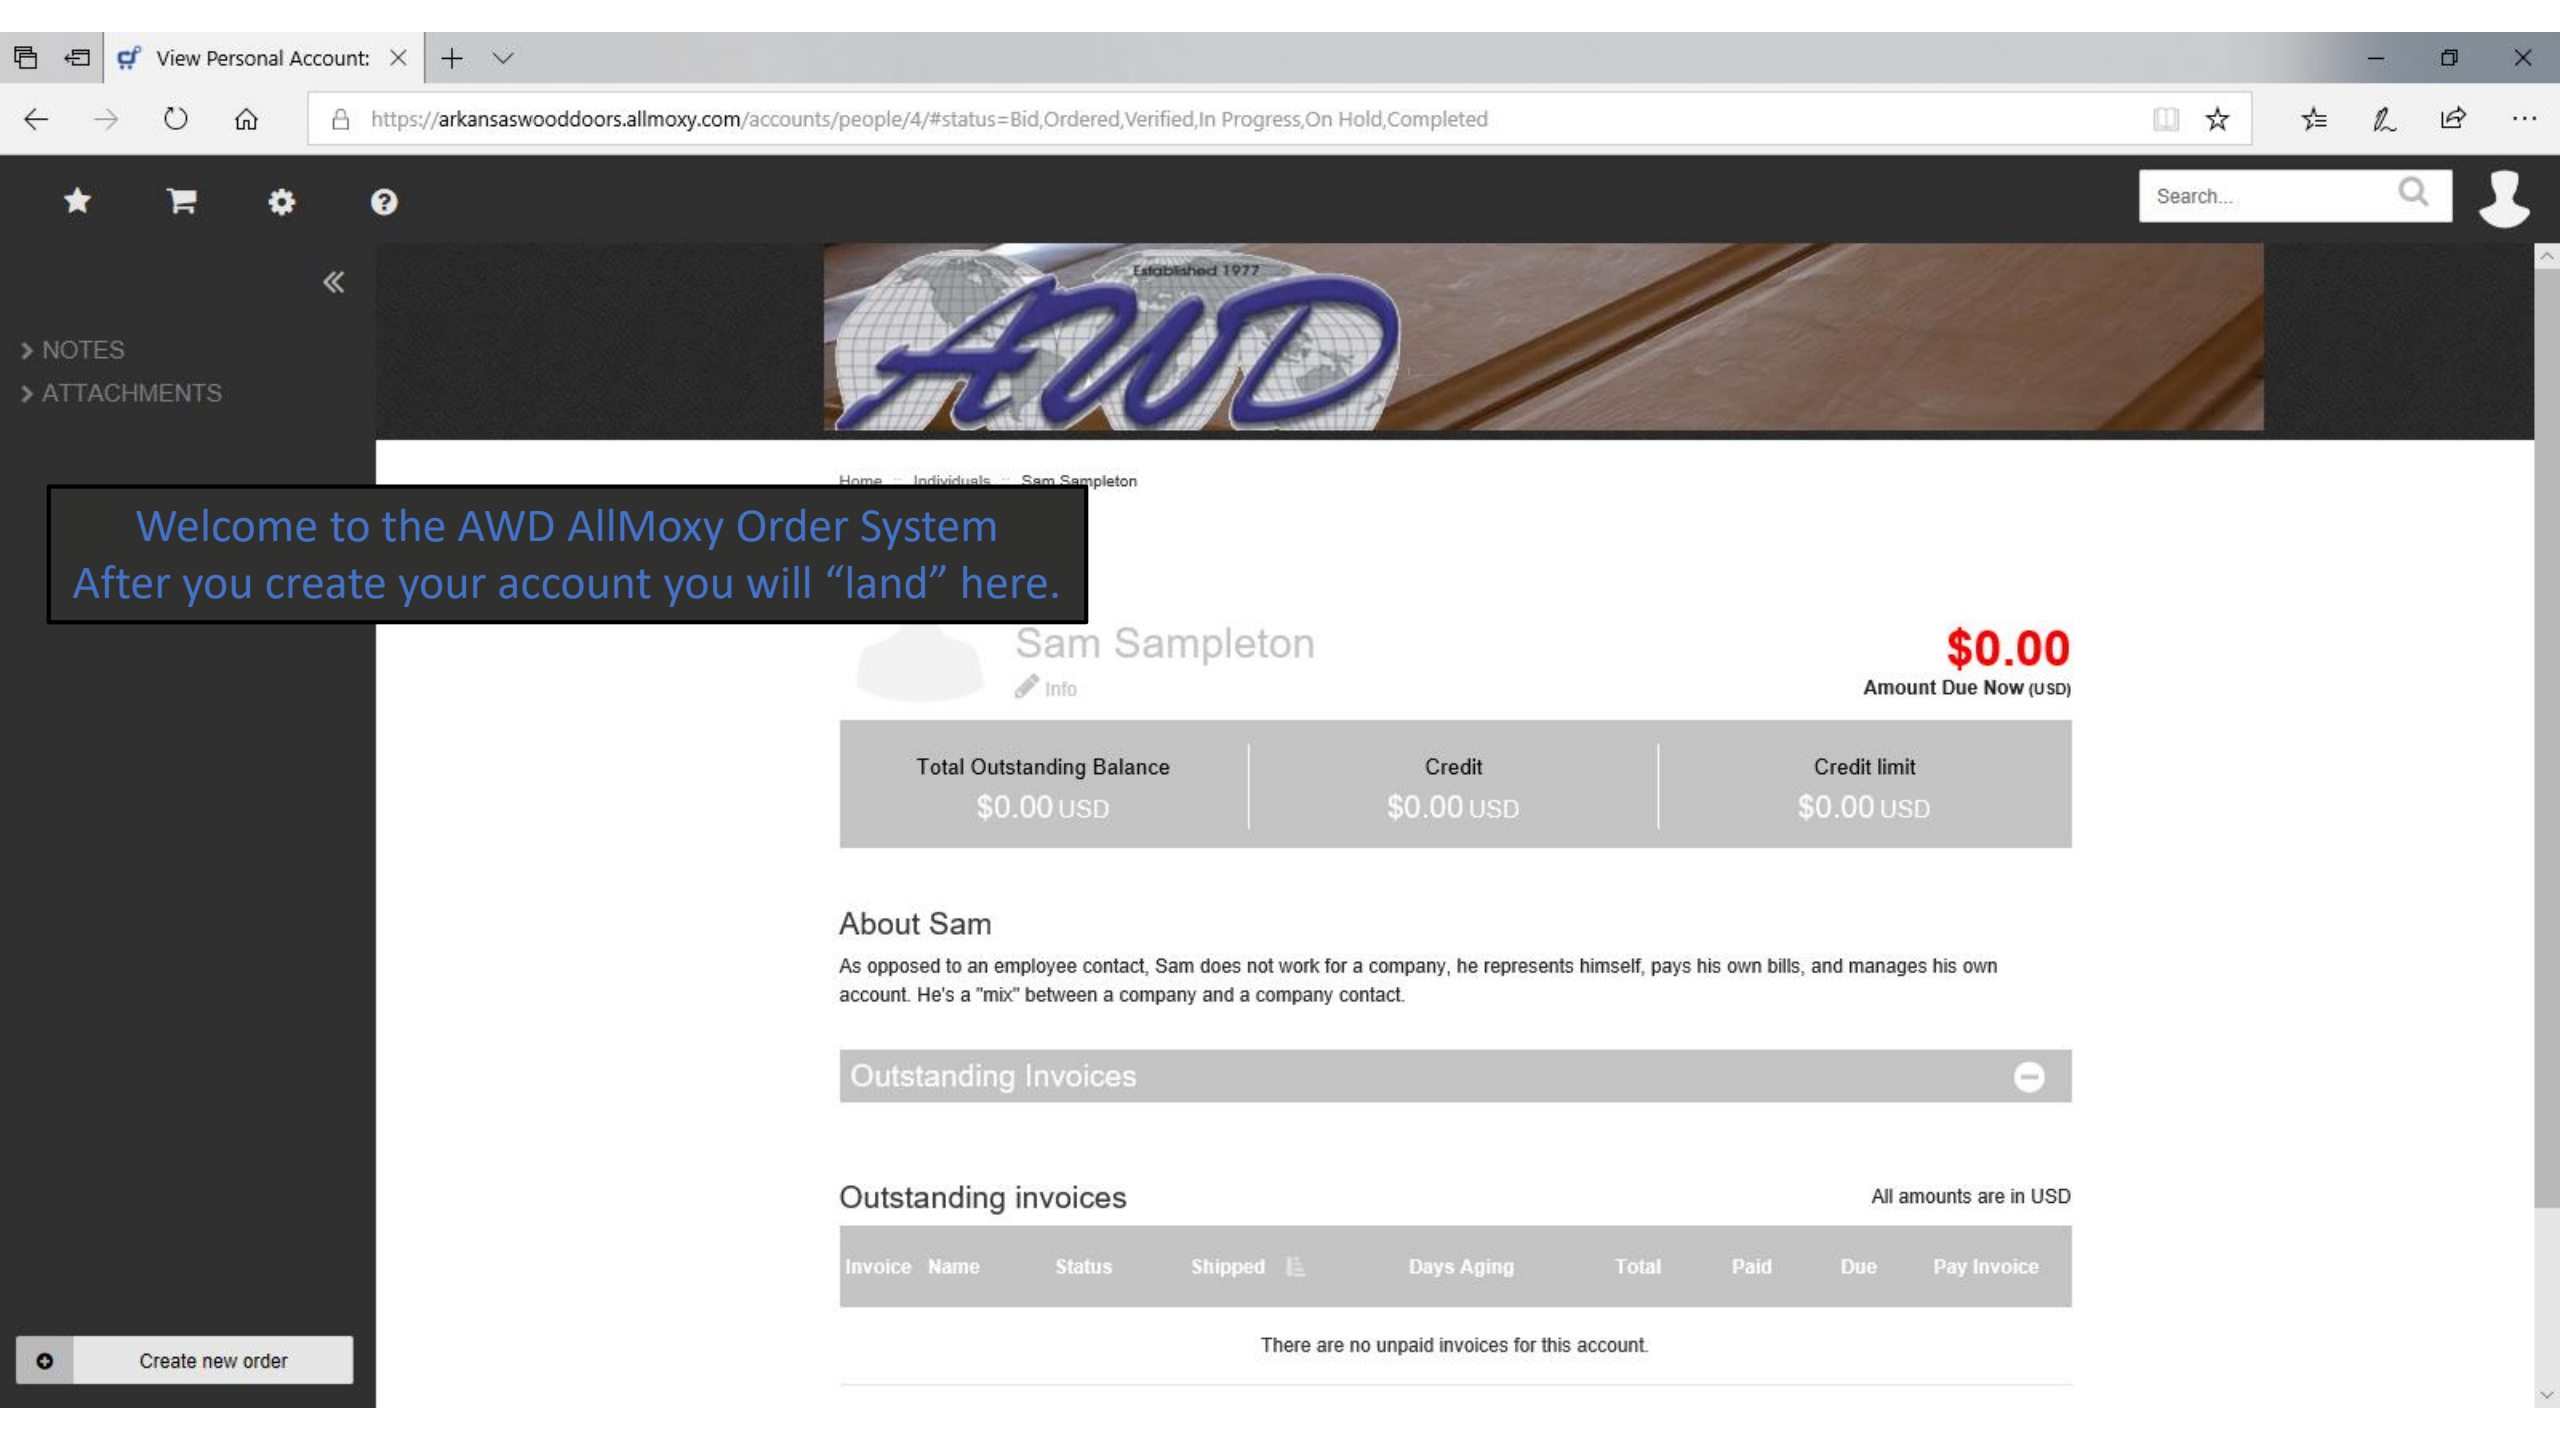 View Personal Account:
https://arkansaswooddoors.allmoxy.com/accounts/people/4/#status=Bid,Ordered,Verified,In Progress,On Hold,Completed
Search...
Established 1977
AWD
NOTES
ATTACHMENTS
Home :: Individuals :: Sam Sampleton
Welcome to the AWD AllMoxy Order System
After you create your account you will “land” here.
Sam Sampleton
Info
$0.00
Amount Due Now (USD)
Total Outstanding Balance Credit Credit limit
$0.00 USD $0.00 USD $0.00 USD
About Sam
As opposed to an employee contact, Sam does not work for a company, he represents himself, pays his own bills, and manages his own
account. He's a "mix" between a company and a company contact.
Outstanding Invoices
Outstanding invoices All amounts are in USD
Invoice Name Status Shipped Days Aging Total Paid Due Pay Invoice
There are no unpaid invoices for this account.
Create new order